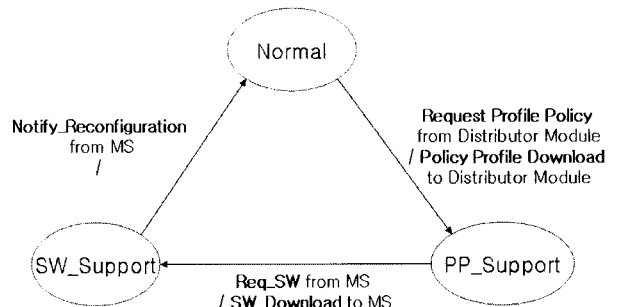 Normal
Notify_Reconfiguration
from MS
/
Request Profile Policy
from Distributor Module
/ Policy Profile Download
to Distributor Module
SW_Support
PP_Support
Req_SW from MS
/ SW_Download to MS